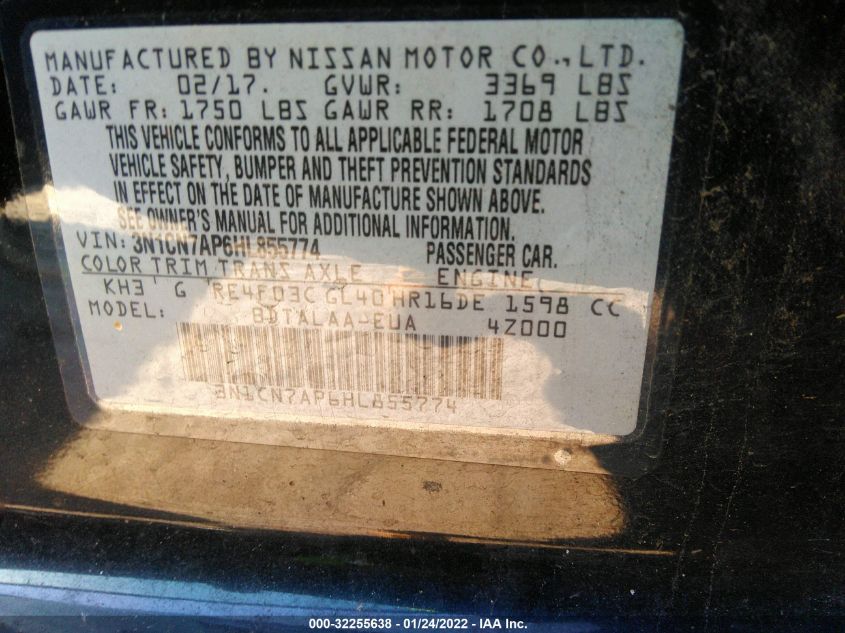 MANUFACTURED BY NISSAN MOTOR CO., LTD.
DATE: 02/17. GVWR: 3369 LBS
GAWR FR: 1750 LBS GAWR RR: 1708 LBS
THIS VEHICLE CONFORMS TO ALL APPLICABLE FEDERAL MOTOR
VEHICLE SAFETY, BUMPER AND THEFT PREVENTION STANDARDS
IN EFFECT ON THE DATE OF MANUFACTURE SHOWN ABOVE.
SEE OWNER'S MANUAL FOR ADDITIONAL INFORMATION.
VIN: 3N1CN7AP6HL855774 PASSENGER CAR.
COLOR TRIM TRANS AXLE ENGINE
KH3 G RE4F03C GL40 HR16DE 1598 CC
MODEL: BDTALAA-EUA 4Z000
3N1CN7AP6HL855774
000-32255638 - 01/24/2022 - IAA Inc.